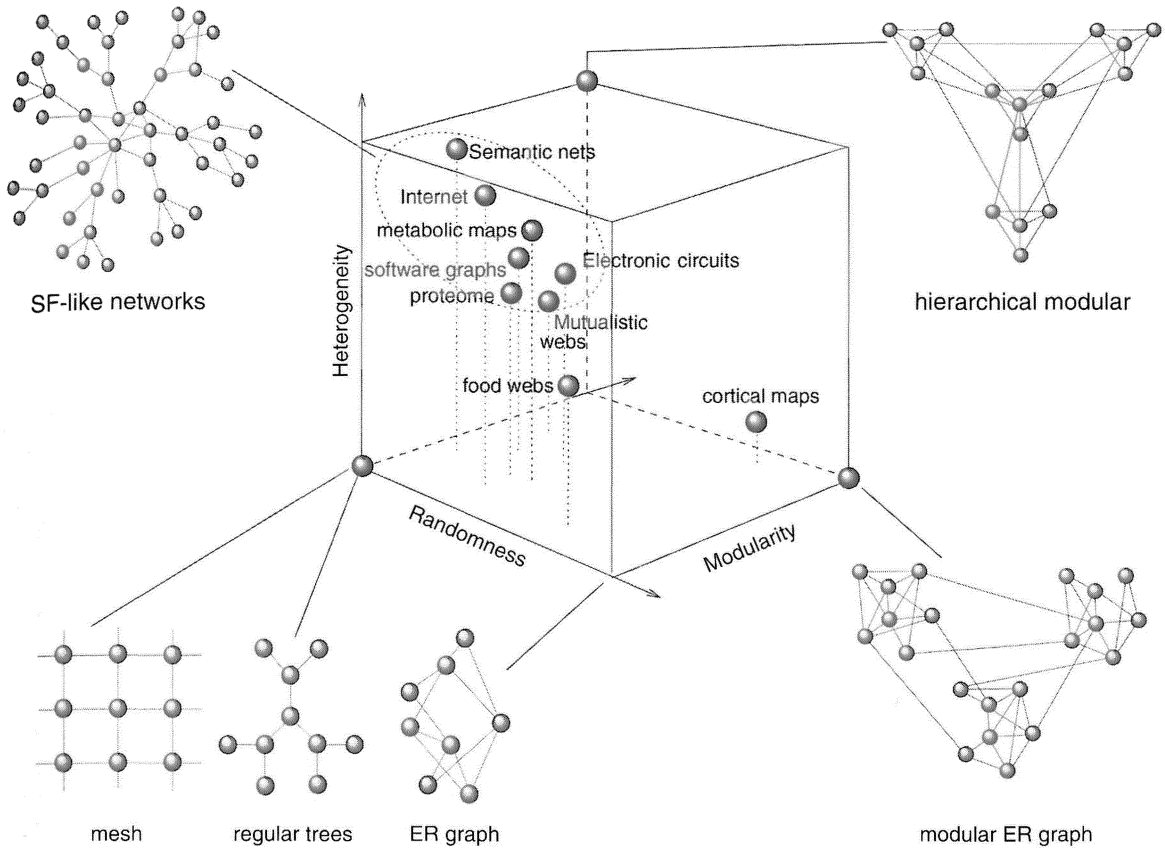 Semantic nets
Internet
metabolic maps
Electronic circuits
software graphs
proteome
Mutualistic
webs
SF-like networks
hierarchical modular
Heterogeneity
food webs
cortical maps
Randomness
Modularity
mesh
regular trees
ER graph
modular ER graph